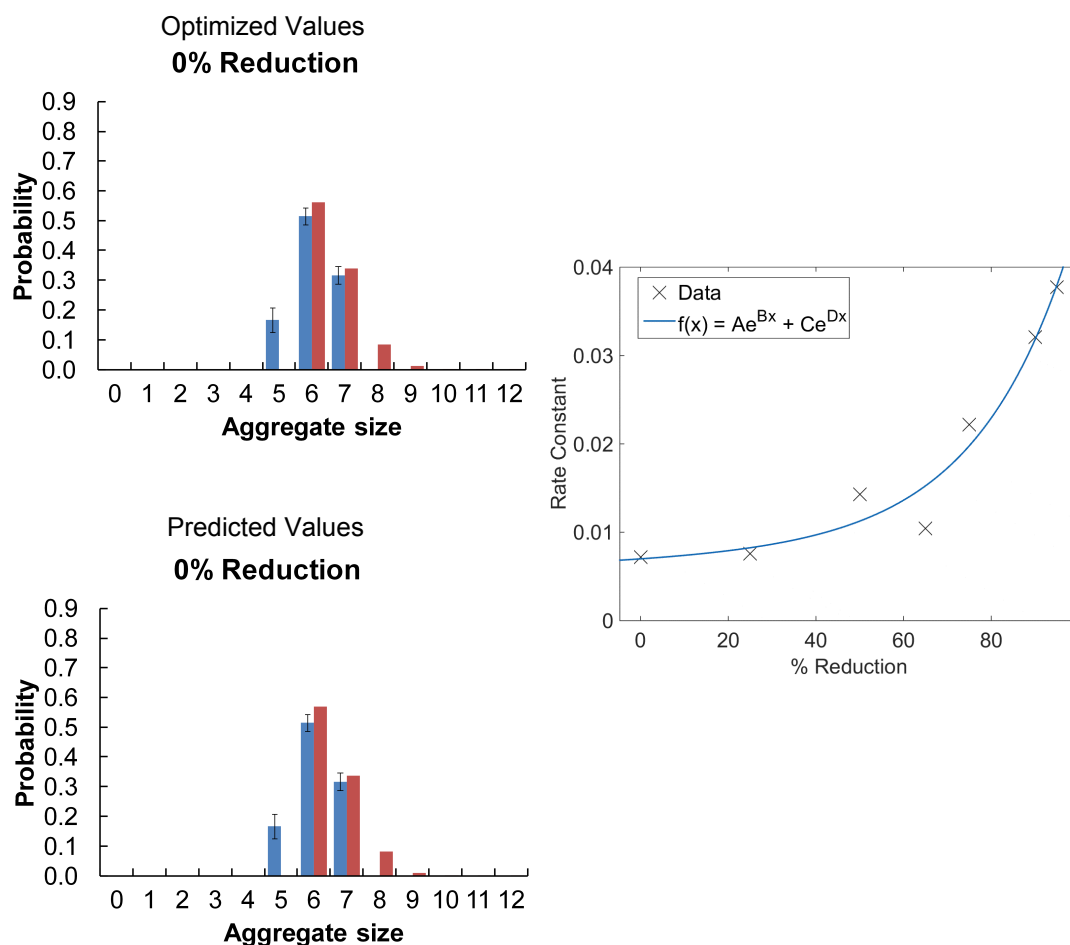 Optimized Values
0% Reduction
0.9
0.8
0.7
0.6
0.5
0.4
0.3
0.2
0.1
0.0
Probability
0 1 2 3 4 5 6 7 8 9 10 11 12
Aggregate size
Predicted Values
0% Reduction
0.9
0.8
0.7
0.6
0.5
0.4
0.3
0.2
0.1
0.0
Probability
0 1 2 3 4 5 6 7 8 9 10 11 12
Aggregate size
0.04
0.03
0.02
0.01
0
Rate Constant
Data
f(x) = Ae^Bx + Ce^Dx
0 20 40 60 80
% Reduction